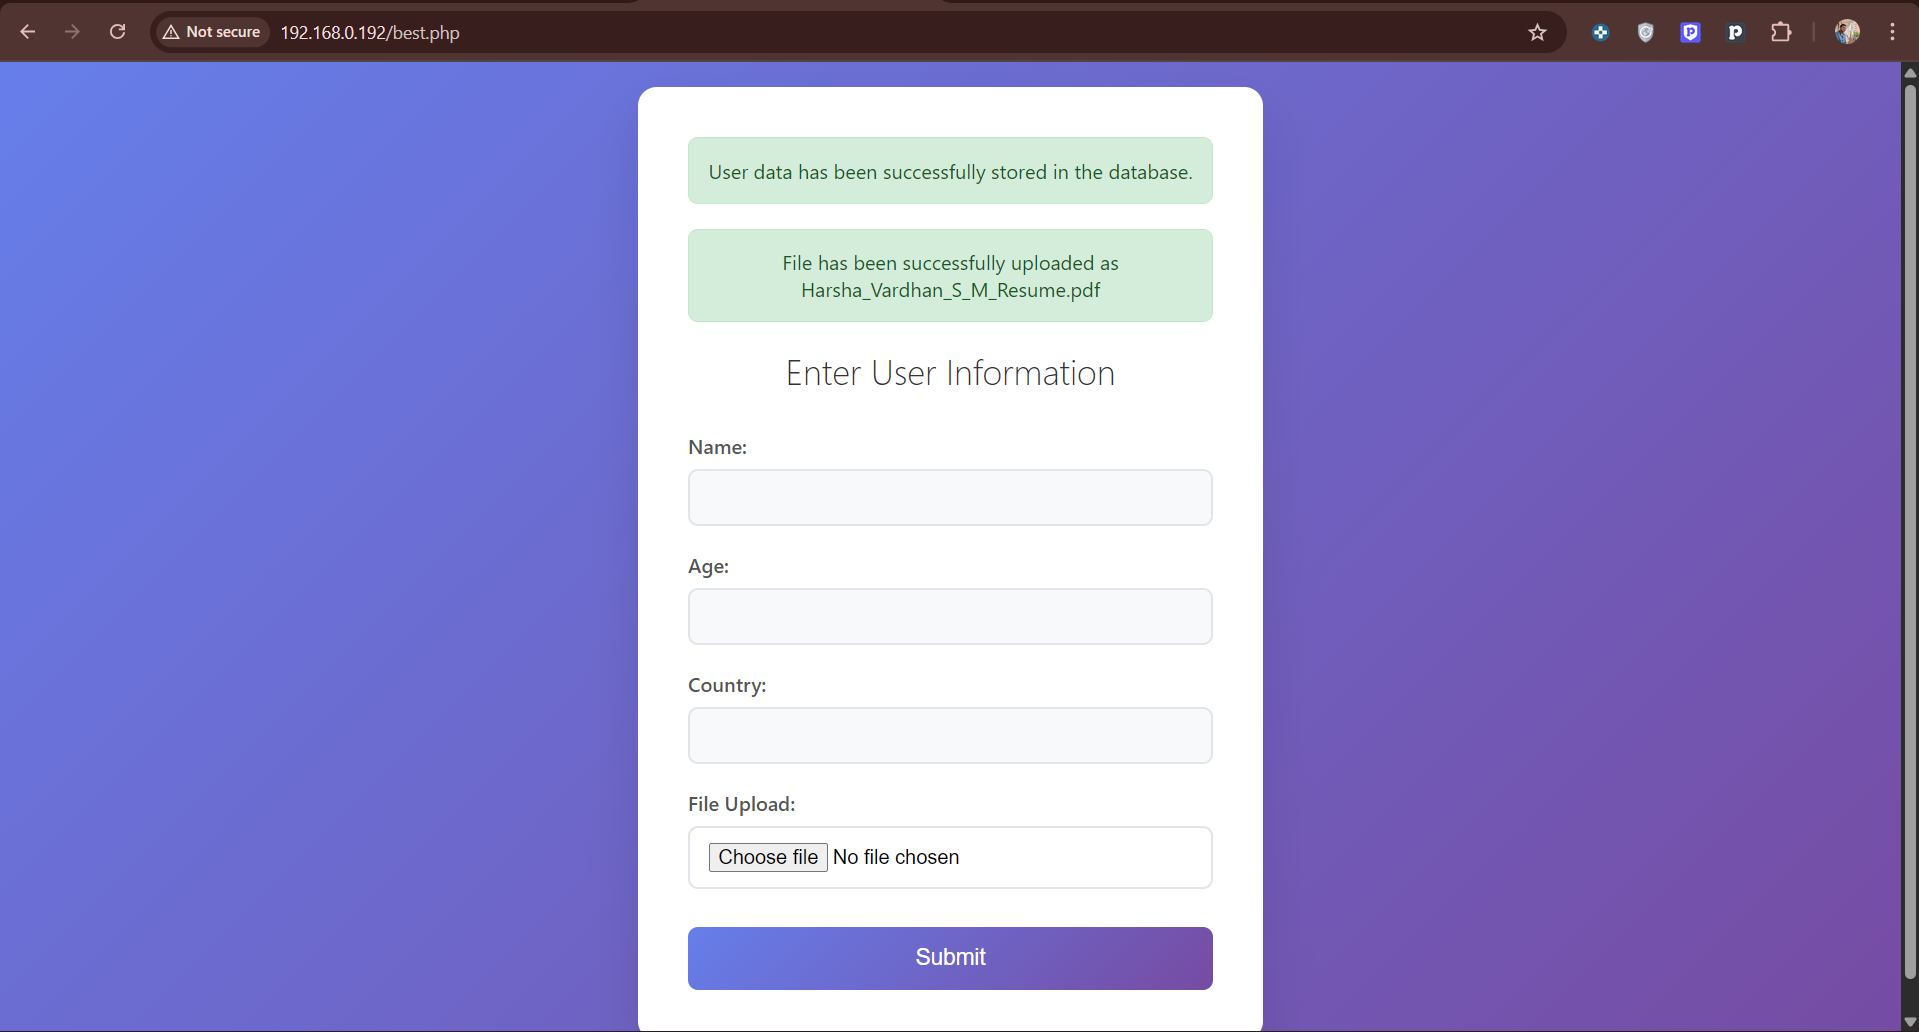 Not secure
192.168.0.192/best.php
User data has been successfully stored in the database.
File has been successfully uploaded as
Harsha_Vardhan_S_M_Resume.pdf
Enter User Information
Name:
Age:
Country:
File Upload:
Choose file No file chosen
Submit